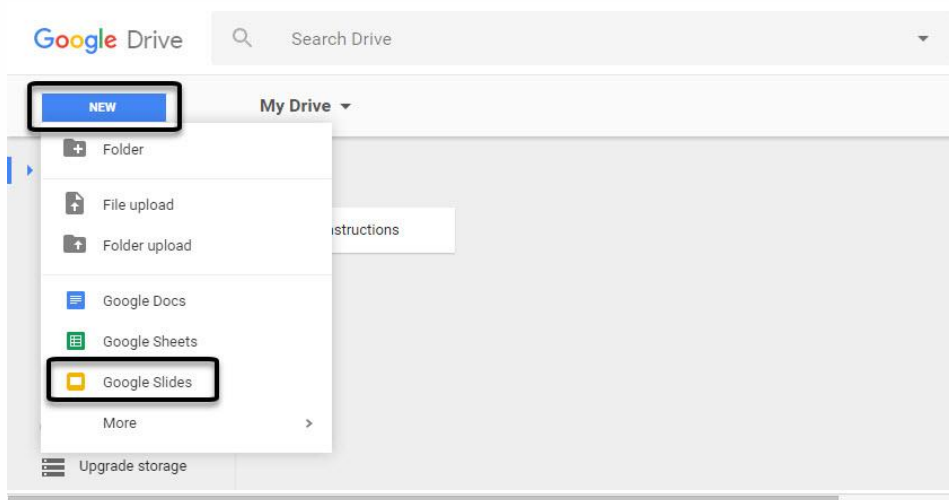 Google Drive Search Drive
NEW My Drive
Folder
File upload
Folder upload
structions
Google Docs
Google Sheets
Google Slides
More
Upgrade storage